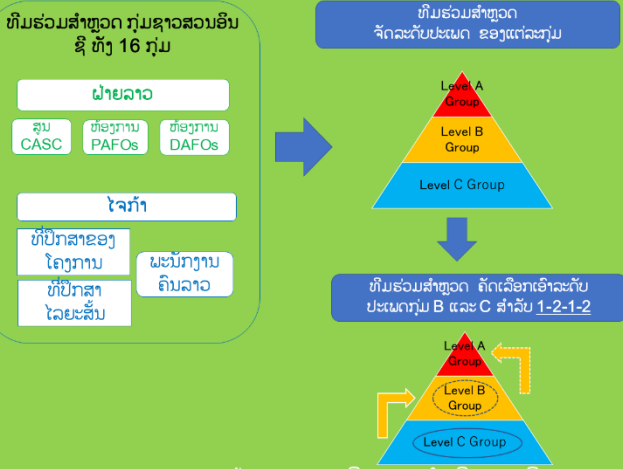 ທີມຮ່ວມສຳຫຼວດ ກຸ່ມຊາວສວນອິນ
ຊີ ທັງ 16 ກຸ່ມ
ຝ່າຍລາວ
ສູນ
CASC
ຫ້ອງການ
PAFOs
ຫ້ອງການ
DAFOs
ໄຈກ້າ
ທີ່ປຶກສາຂອງ
ໂຄງການ
ທີ່ປຶກສາ
ໄລຍະສັ້ນ
ພະນັກງານ
ຄົນລາວ
ທີມຮ່ວມສຳຫຼວດ
ຈັດລະດັບປະເພດ ຂອງແຕ່ລະກຸ່ມ
Level A
Group
Level B
Group
Level C Group
ທີມຮ່ວມສຳຫຼວດ ຄັດເລືອກເອົາລະດັບ
ປະເພດກຸ່ມ B ແລະ C ສຳລັບ 1-2-1-2
Level A
Group
Level B
Group
Level C Group